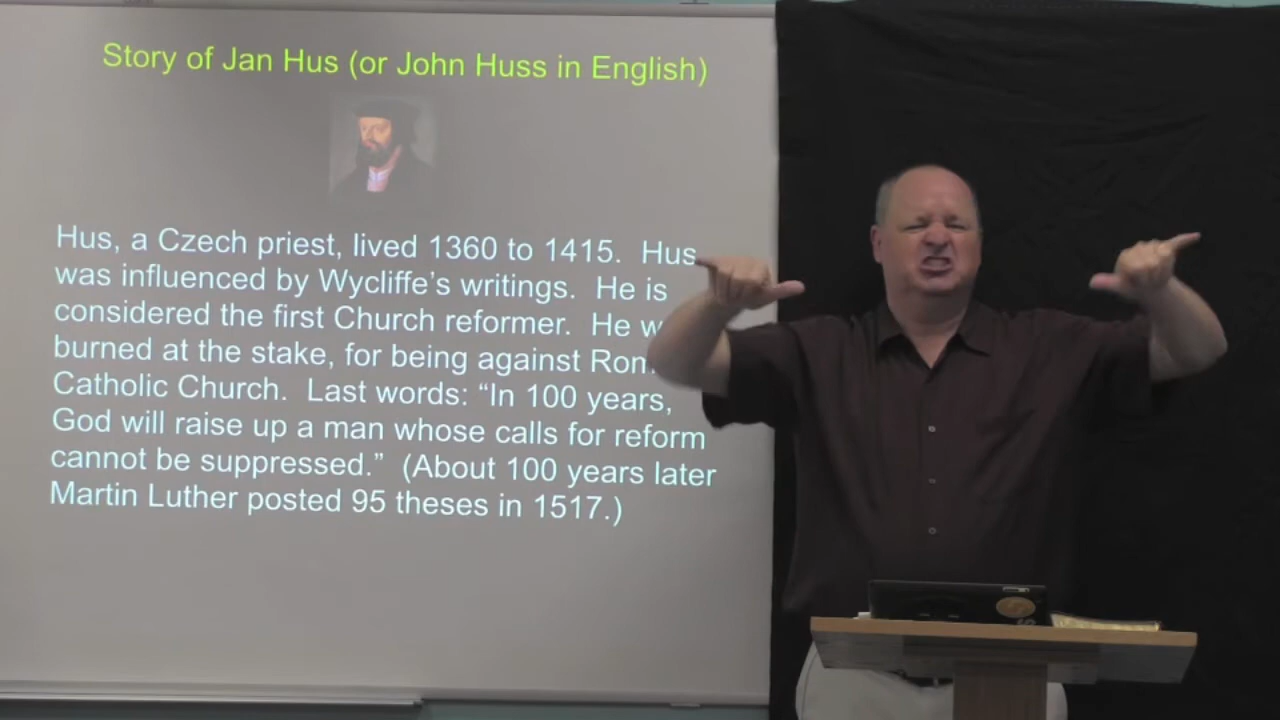 Story of Jan Hus (or John Huss in English)
Hus, a Czech priest, lived 1360 to 1415. Hus
was influenced by Wycliffe's writings. He is
considered the first Church reformer. He
burned at the stake, for being against
Catholic Church. Last words: “In 100 years,
God will raise up a man whose calls for reform
cannot be suppressed.” (About 100 years later
Martin Luther posted 95 theses in 1517.)